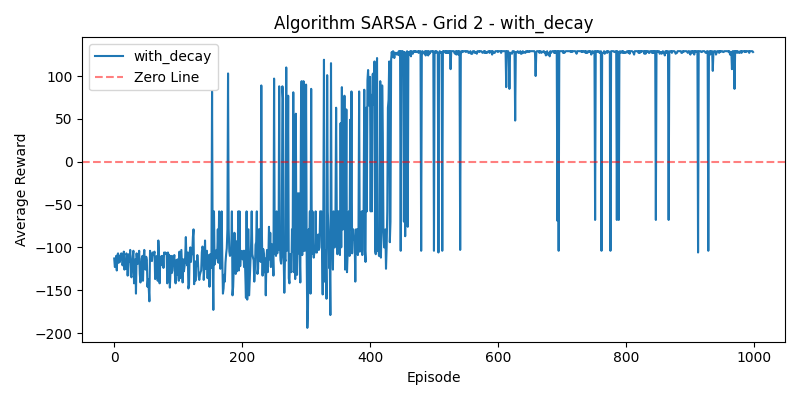 Algorithm SARSA - Grid 2 - with_decay
with_decay
Zero Line
Average Reward
100
50
0
−50
−100
−150
−200
0
200
400
600
800
1000
Episode